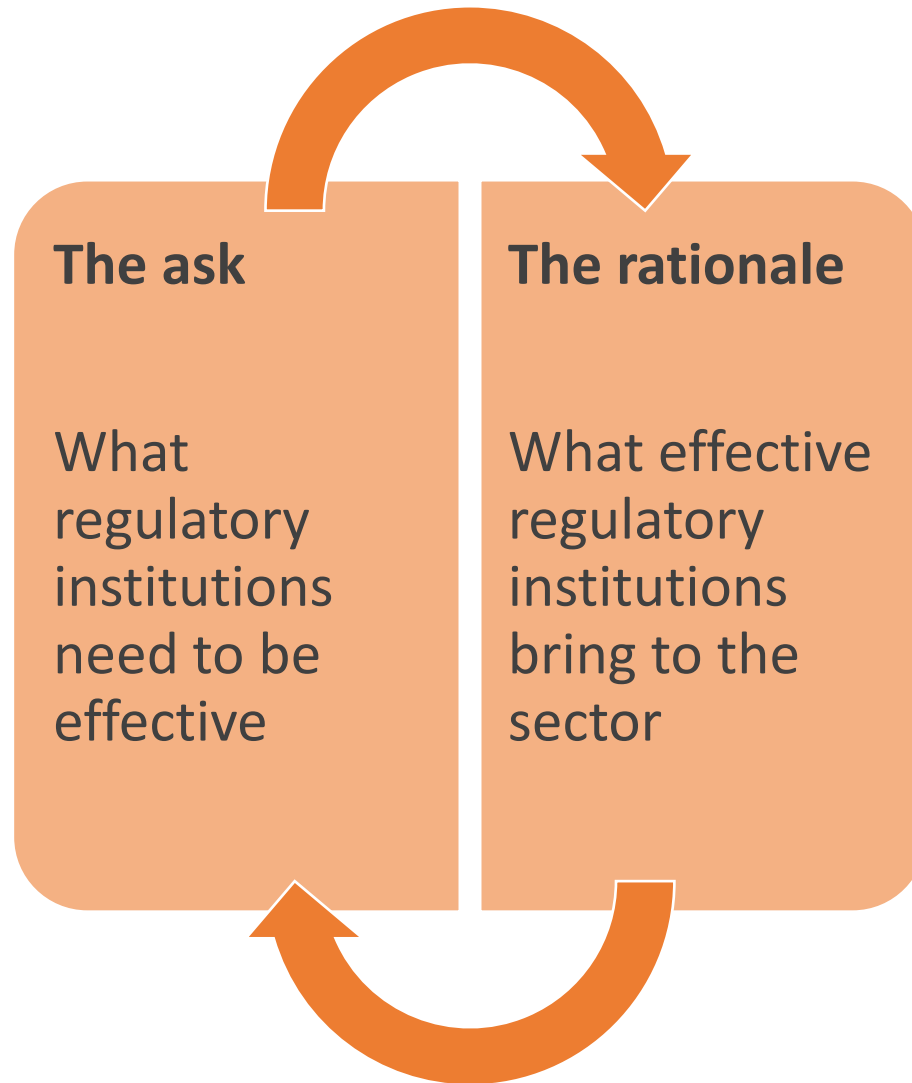 The ask
What
regulatory
institutions
need to be
effective
The rationale
What effective
regulatory
institutions
bring to the
sector